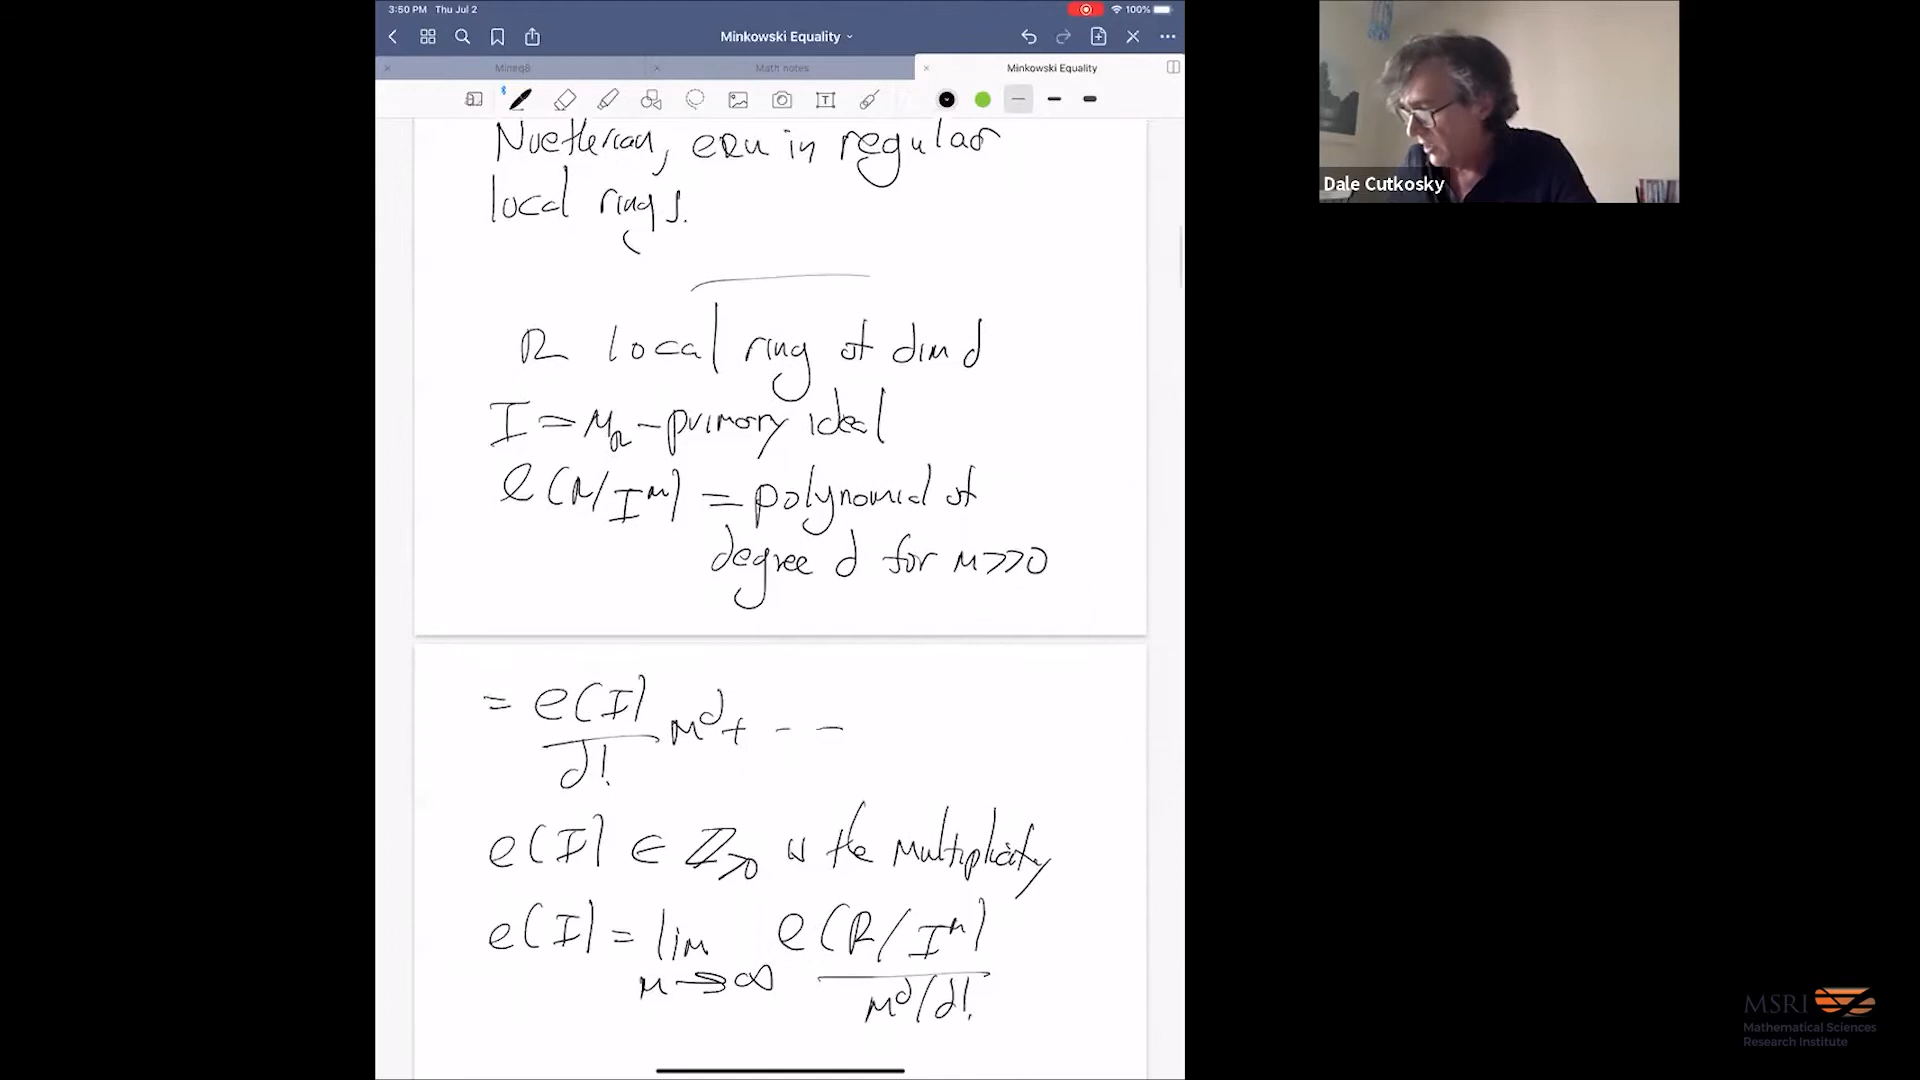 3:50 PM Thu Jul 2
100%
Minkowski Equality
Mineq8
Math notes
Minkowski Equality
Noetherian, even in regular
local rings.
R local ring of dim d
I = m_R-primary ideal
ℓ(R/I^n) = polynomial of
degree d for n>>0
= e(I)/d! n^d + - -
e(I) ∈ ℤ_>0 is the multiplicity
e(I) = lim n→∞ ℓ(R/I^n) / n^d/d!
Dale Cutkosky
MSRI
Mathematical Sciences
Research Institute